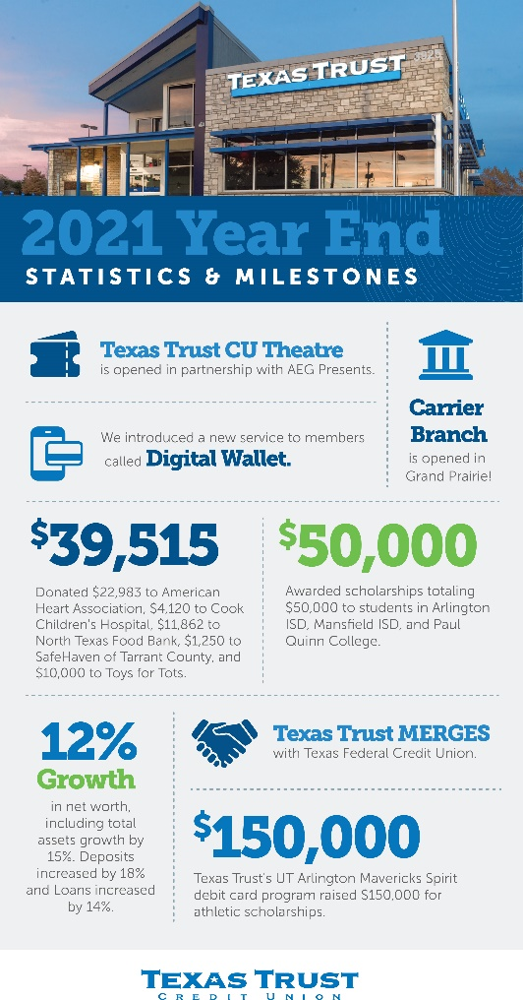 TEXAS TRUST
2021 Year End
STATISTICS & MILESTONES
Texas Trust CU Theatre
is opened in partnership with AEG Presents.
We introduced a new service to members
called Digital Wallet.
Carrier
Branch
is opened in
Grand Prairie!
$39,515
Donated $22,983 to American
Heart Association, $4,120 to Cook
Children's Hospital, $11,862 to
North Texas Food Bank, $1,250 to
SafeHaven of Tarrant County, and
$10,000 to Toys for Tots.
$50,000
Awarded scholarships totaling
$50,000 to students in Arlington
ISD, Mansfield ISD, and Paul
Quinn College.
12%
Growth
in net worth,
including total
assets growth by
15%. Deposits
increased by 18%
and Loans increased
by 14%.
Texas Trust MERGES
with Texas Federal Credit Union.
$150,000
Texas Trust's UT Arlington Mavericks Spirit
debit card program raised $150,000 for
athletic scholarships.
TEXAS TRUST
CREDIT UNION